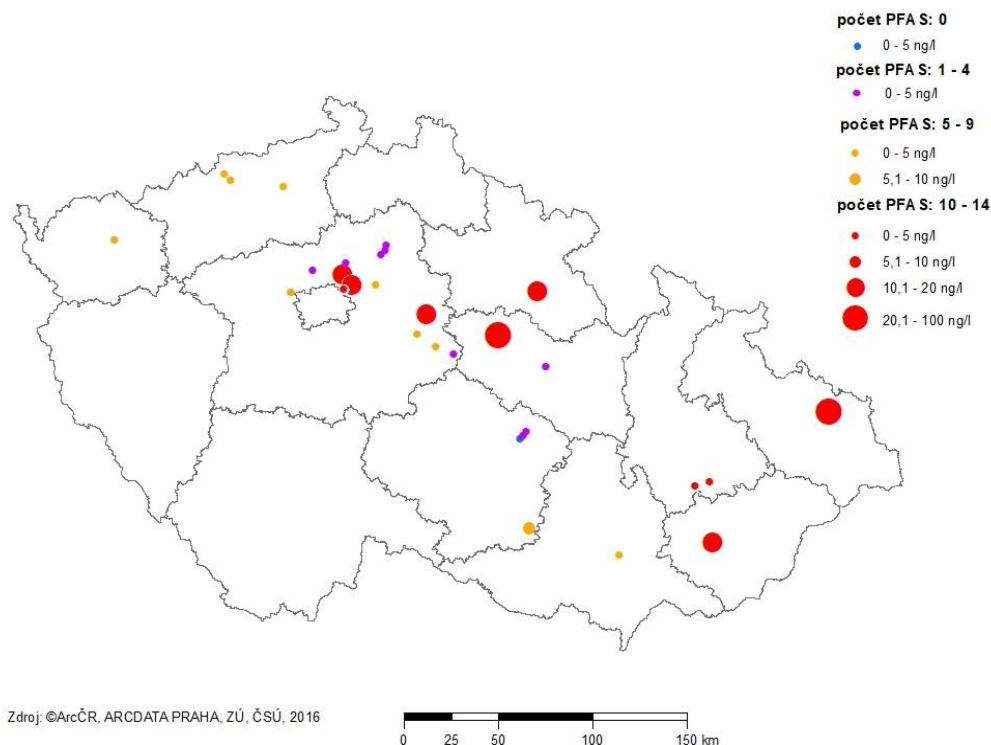 počet PFA S: 0
0 - 5 ng/l
počet PFA S: 1 - 4
0 - 5 ng/l
počet PFA S: 5 - 9
0 - 5 ng/l
5,1 - 10 ng/l
počet PFA S: 10 - 14
0 - 5 ng/l
5,1 - 10 ng/l
10,1 - 20 ng/l
20,1 - 100 ng/l
Zdroj: ©ArcČR, ARCDATA PRAHA, ZÚ, ČSÚ, 2016
0 25 50 100 150 km